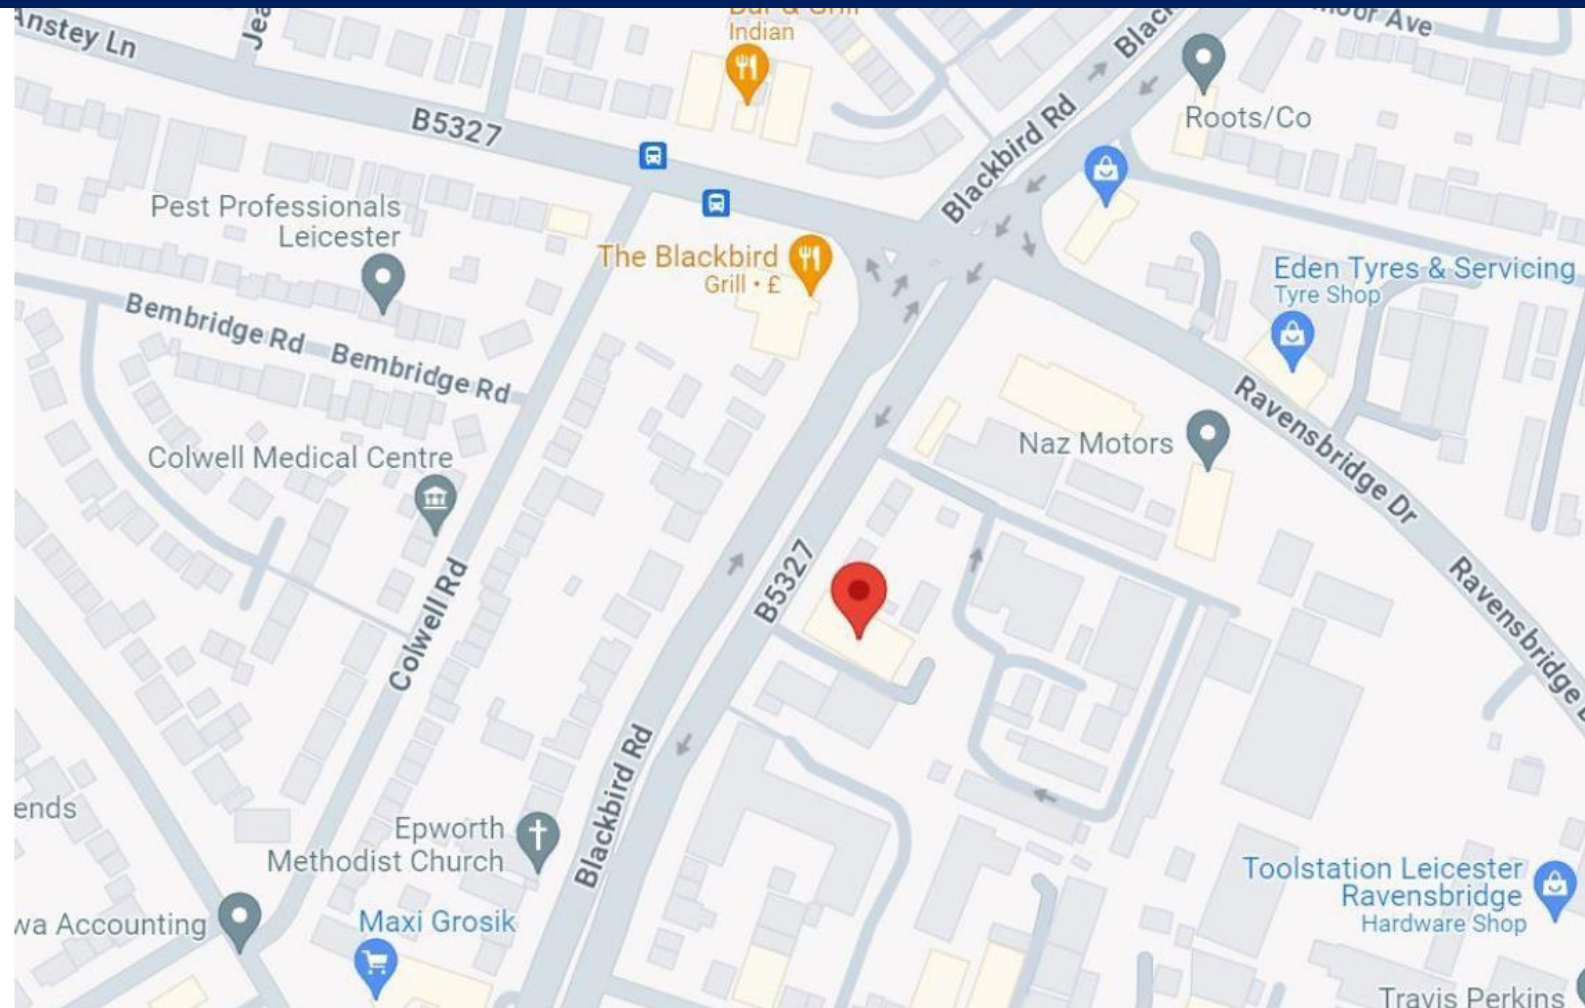 Indian
Anstey Ln
Blackbird Rd
Roots/Co
B5327
Pest Professionals
Leicester
The Blackbird
Grill • £
Eden Tyres & Servicing
Tyre Shop
Bembridge Rd
Bembridge Rd
Ravensbridge Dr
Naz Motors
Colwell Medical Centre
B5327
Colwell Rd
Ravensbridge
Blackbird Rd
ends
Epworth
Methodist Church
Toolstation Leicester
Ravensbridge
Hardware Shop
wa Accounting
Maxi Grosik
Travis Perkins